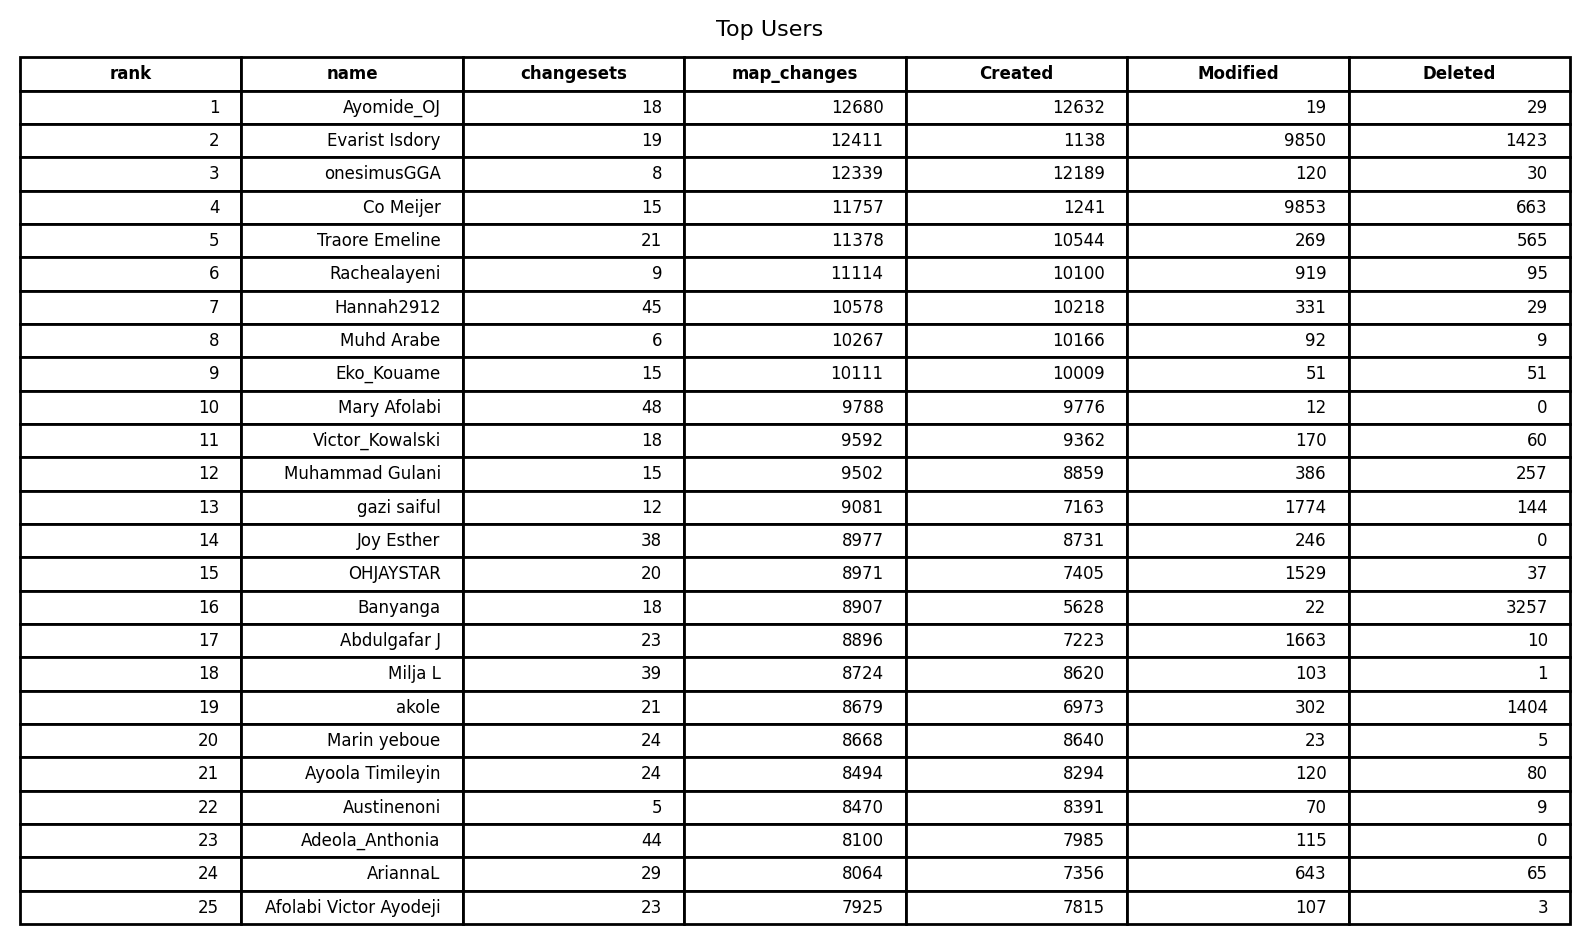 Top Users
rank name changesets map_changes Created Modified Deleted
1 Ayomide_OJ 18 12680 12632 19 29
2 Evarist Isdory 19 12411 1138 9850 1423
3 onesimusGGA 8 12339 12189 120 30
4 Co Meijer 15 11757 1241 9853 663
5 Traore Emeline 21 11378 10544 269 565
6 Rachealayeni 9 11114 10100 919 95
7 Hannah2912 45 10578 10218 331 29
8 Muhd Arabe 6 10267 10166 92 9
9 Eko_Kouame 15 10111 10009 51 51
10 Mary Afolabi 48 9788 9776 12 0
11 Victor_Kowalski 18 9592 9362 170 60
12 Muhammad Gulani 15 9502 8859 386 257
13 gazi saiful 12 9081 7163 1774 144
14 Joy Esther 38 8977 8731 246 0
15 OHJAYSTAR 20 8971 7405 1529 37
16 Banyanga 18 8907 5628 22 3257
17 Abdulgafar J 23 8896 7223 1663 10
18 Milja L 39 8724 8620 103 1
19 akole 21 8679 6973 302 1404
20 Marin yeboue 24 8668 8640 23 5
21 Ayoola Timileyin 24 8494 8294 120 80
22 Austinenoni 5 8470 8391 70 9
23 Adeola_Anthonia 44 8100 7985 115 0
24 AriannaL 29 8064 7356 643 65
25 Afolabi Victor Ayodeji 23 7925 7815 107 3